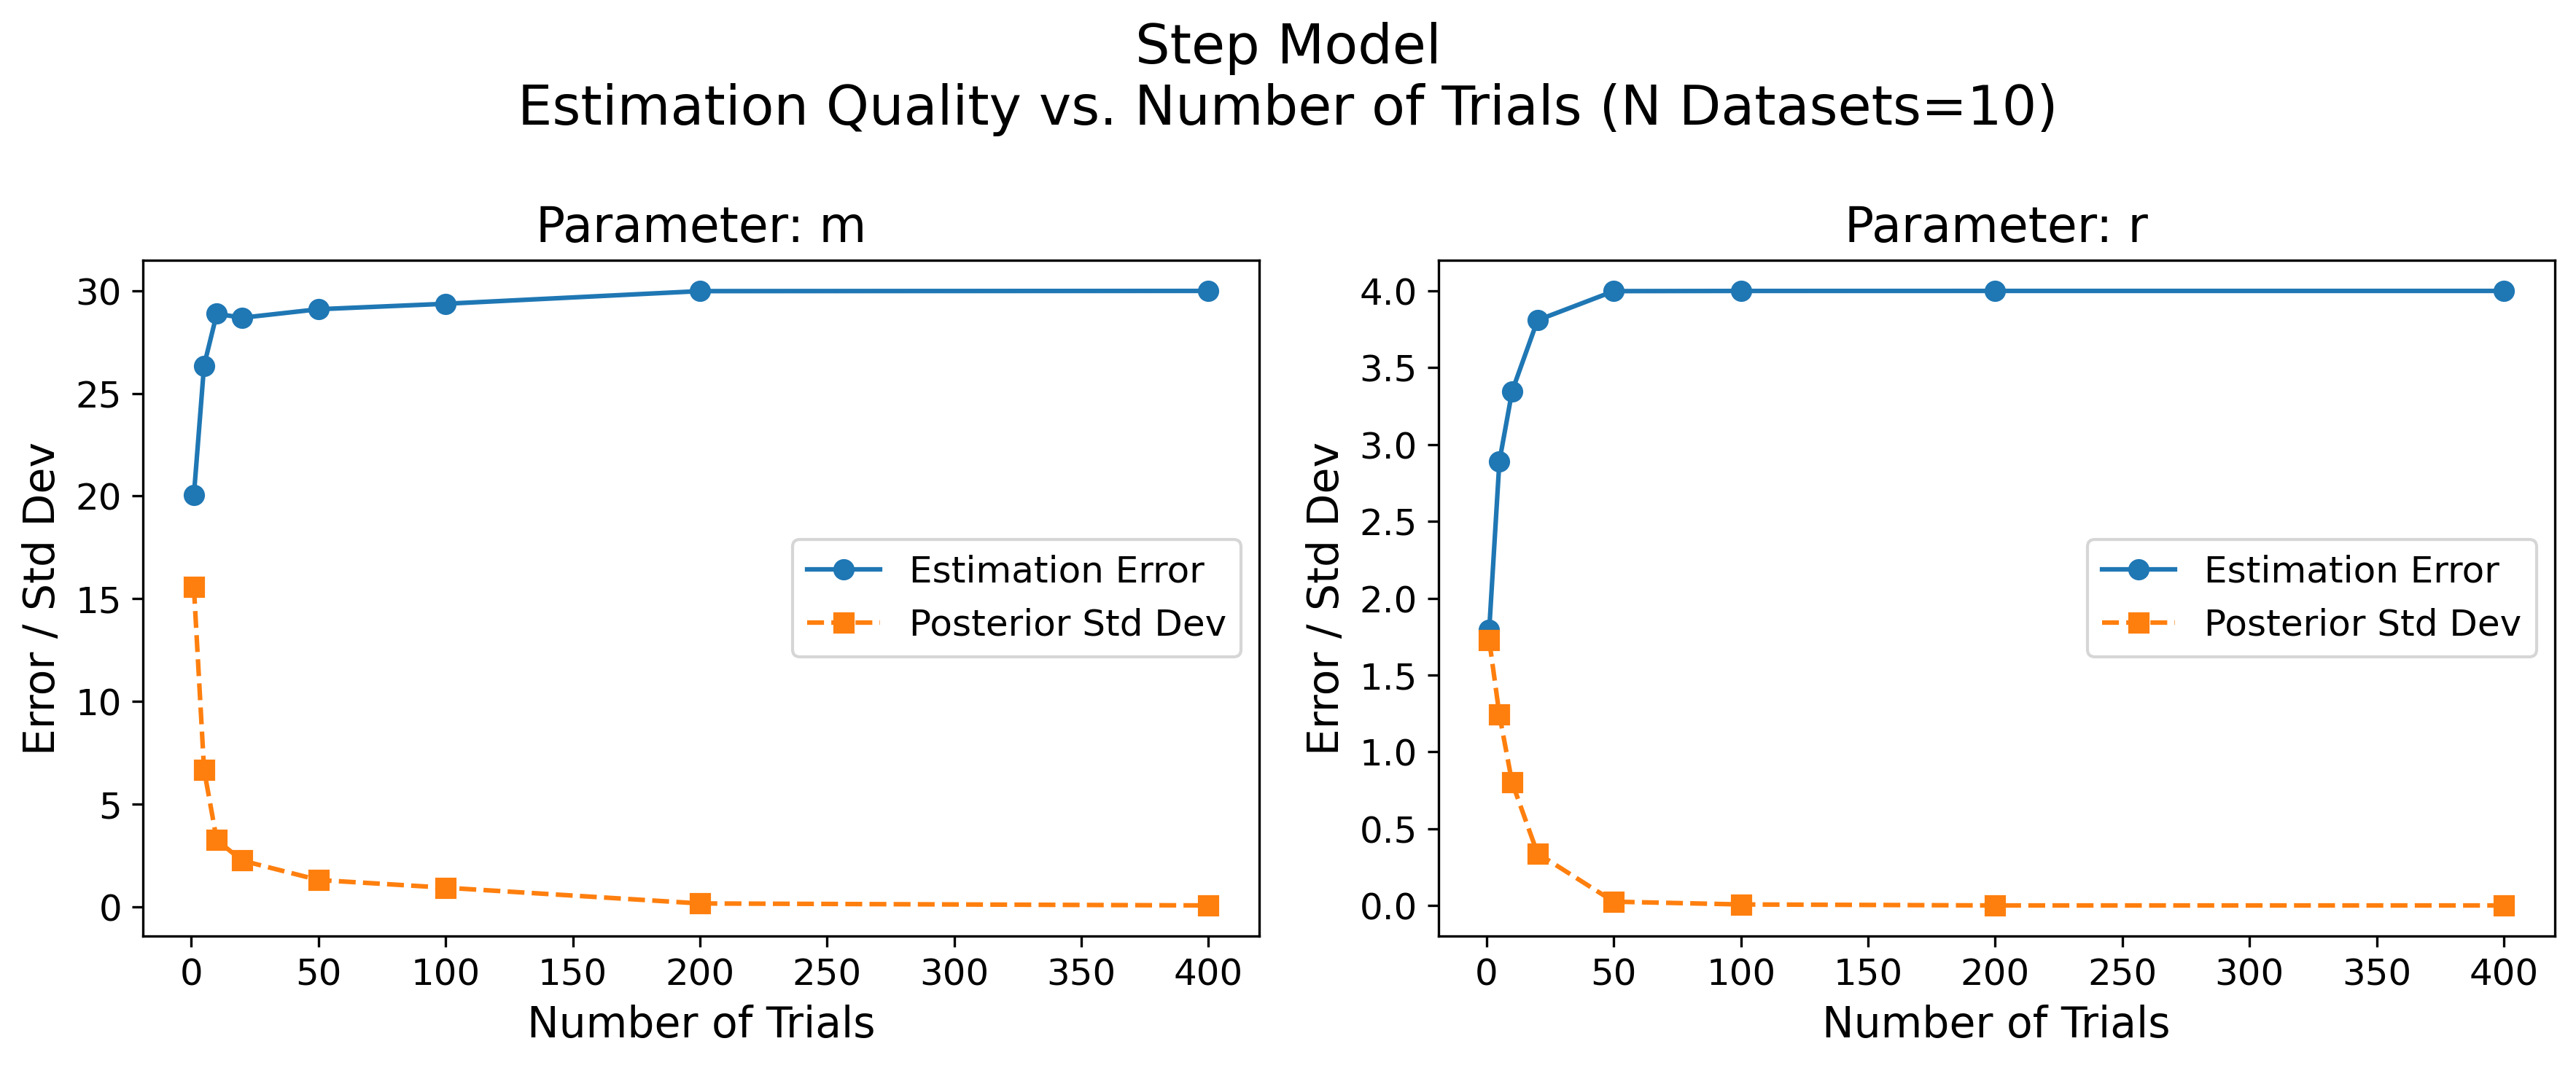 Step Model
Estimation Quality vs. Number of Trials (N Datasets=10)
Parameter: m
30
25
20
15
10
5
0
Error / Std Dev
Estimation Error
Posterior Std Dev
0 50 100 150 200 250 300 350 400
Number of Trials
Parameter: r
4.0
3.5
3.0
2.5
2.0
1.5
1.0
0.5
0.0
Error / Std Dev
Estimation Error
Posterior Std Dev
0 50 100 150 200 250 300 350 400
Number of Trials